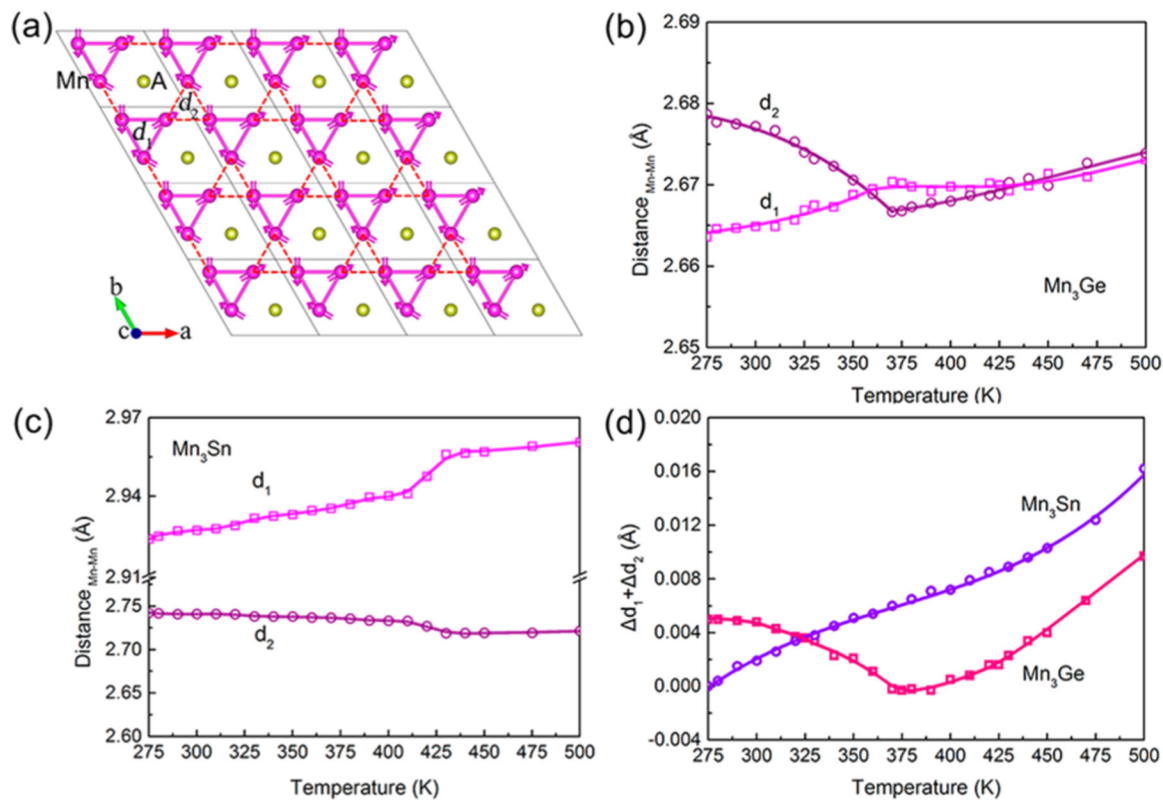 (a)
Mn
A
d₂
d₁
b
c
a
(b)
2.69
2.68
2.67
2.66
2.65
Distance Mn-Mn (Å)
d₂
d₁
Mn₃Ge
275 300 325 350 375 400 425 450 475 500
Temperature (K)
(c)
2.97
2.94
2.91
2.75
2.70
2.65
2.60
Distance Mn-Mn (Å)
Mn₃Sn
d₁
d₂
275 300 325 350 375 400 425 450 475 500
Temperature (K)
(d)
0.020
0.016
0.012
0.008
0.004
0.000
-0.004
Δd₁+Δd₂ (Å)
Mn₃Sn
Mn₃Ge
275 300 325 350 375 400 425 450 475 500
Temperature (K)